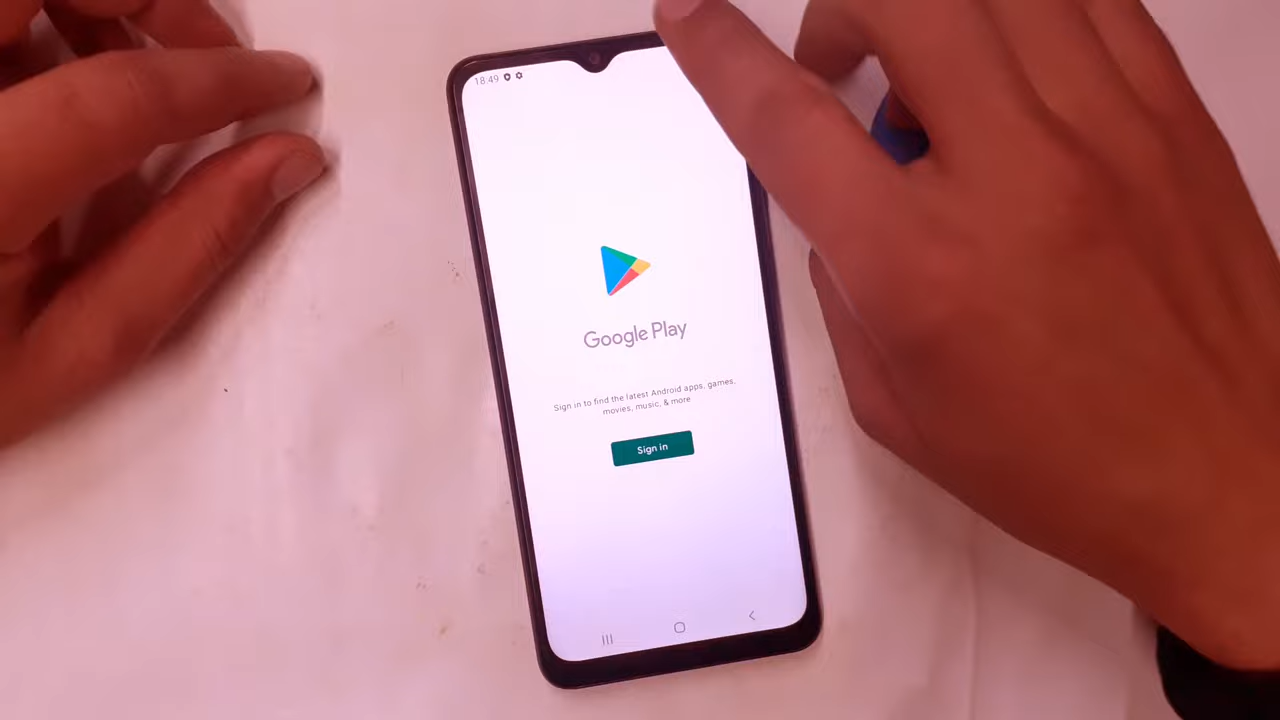 18:49
Google Play
Sign in to find the latest Android apps, games,
movies, music, & more
Sign in